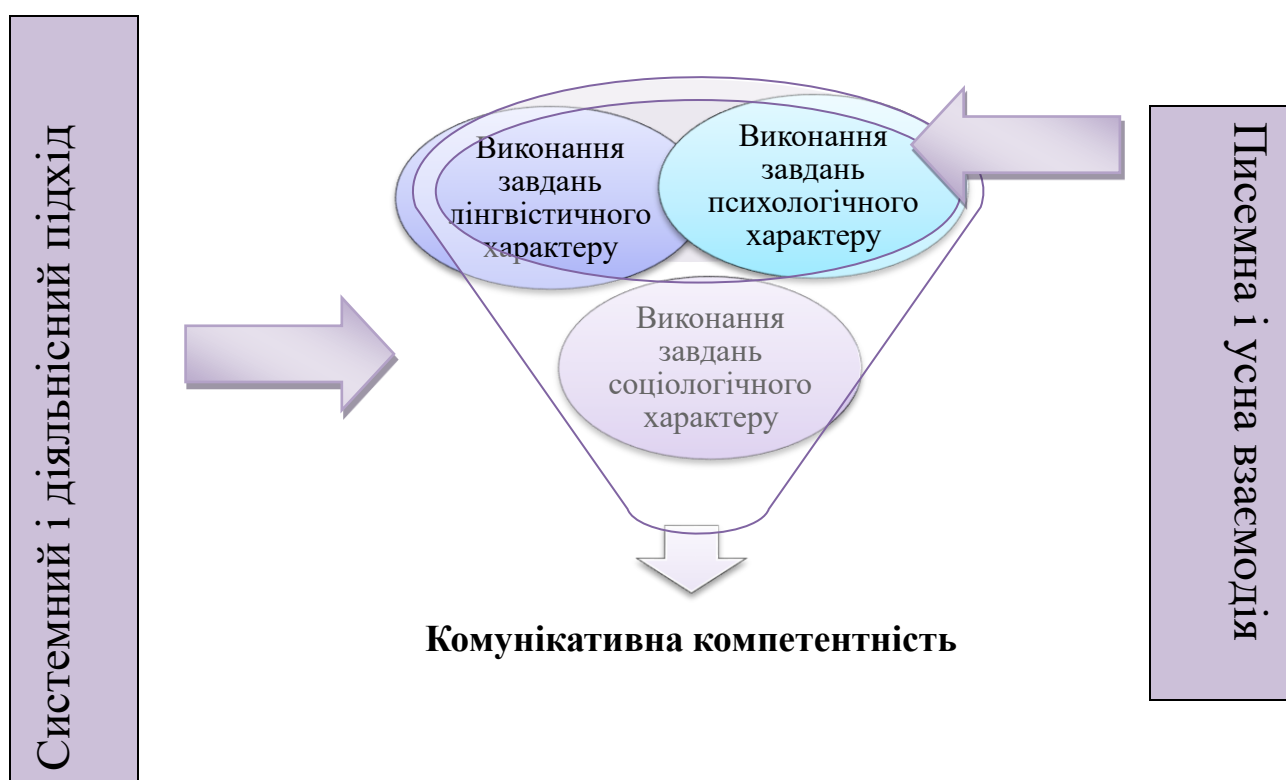 Системний і діяльнісний підхід
Виконання
завдань
лінгвістичного
характеру
Виконання
завдань
психологічного
характеру
Виконання
завдань
соціологічного
характеру
Комунікативна компетентність
Писемна і усна взаємодія